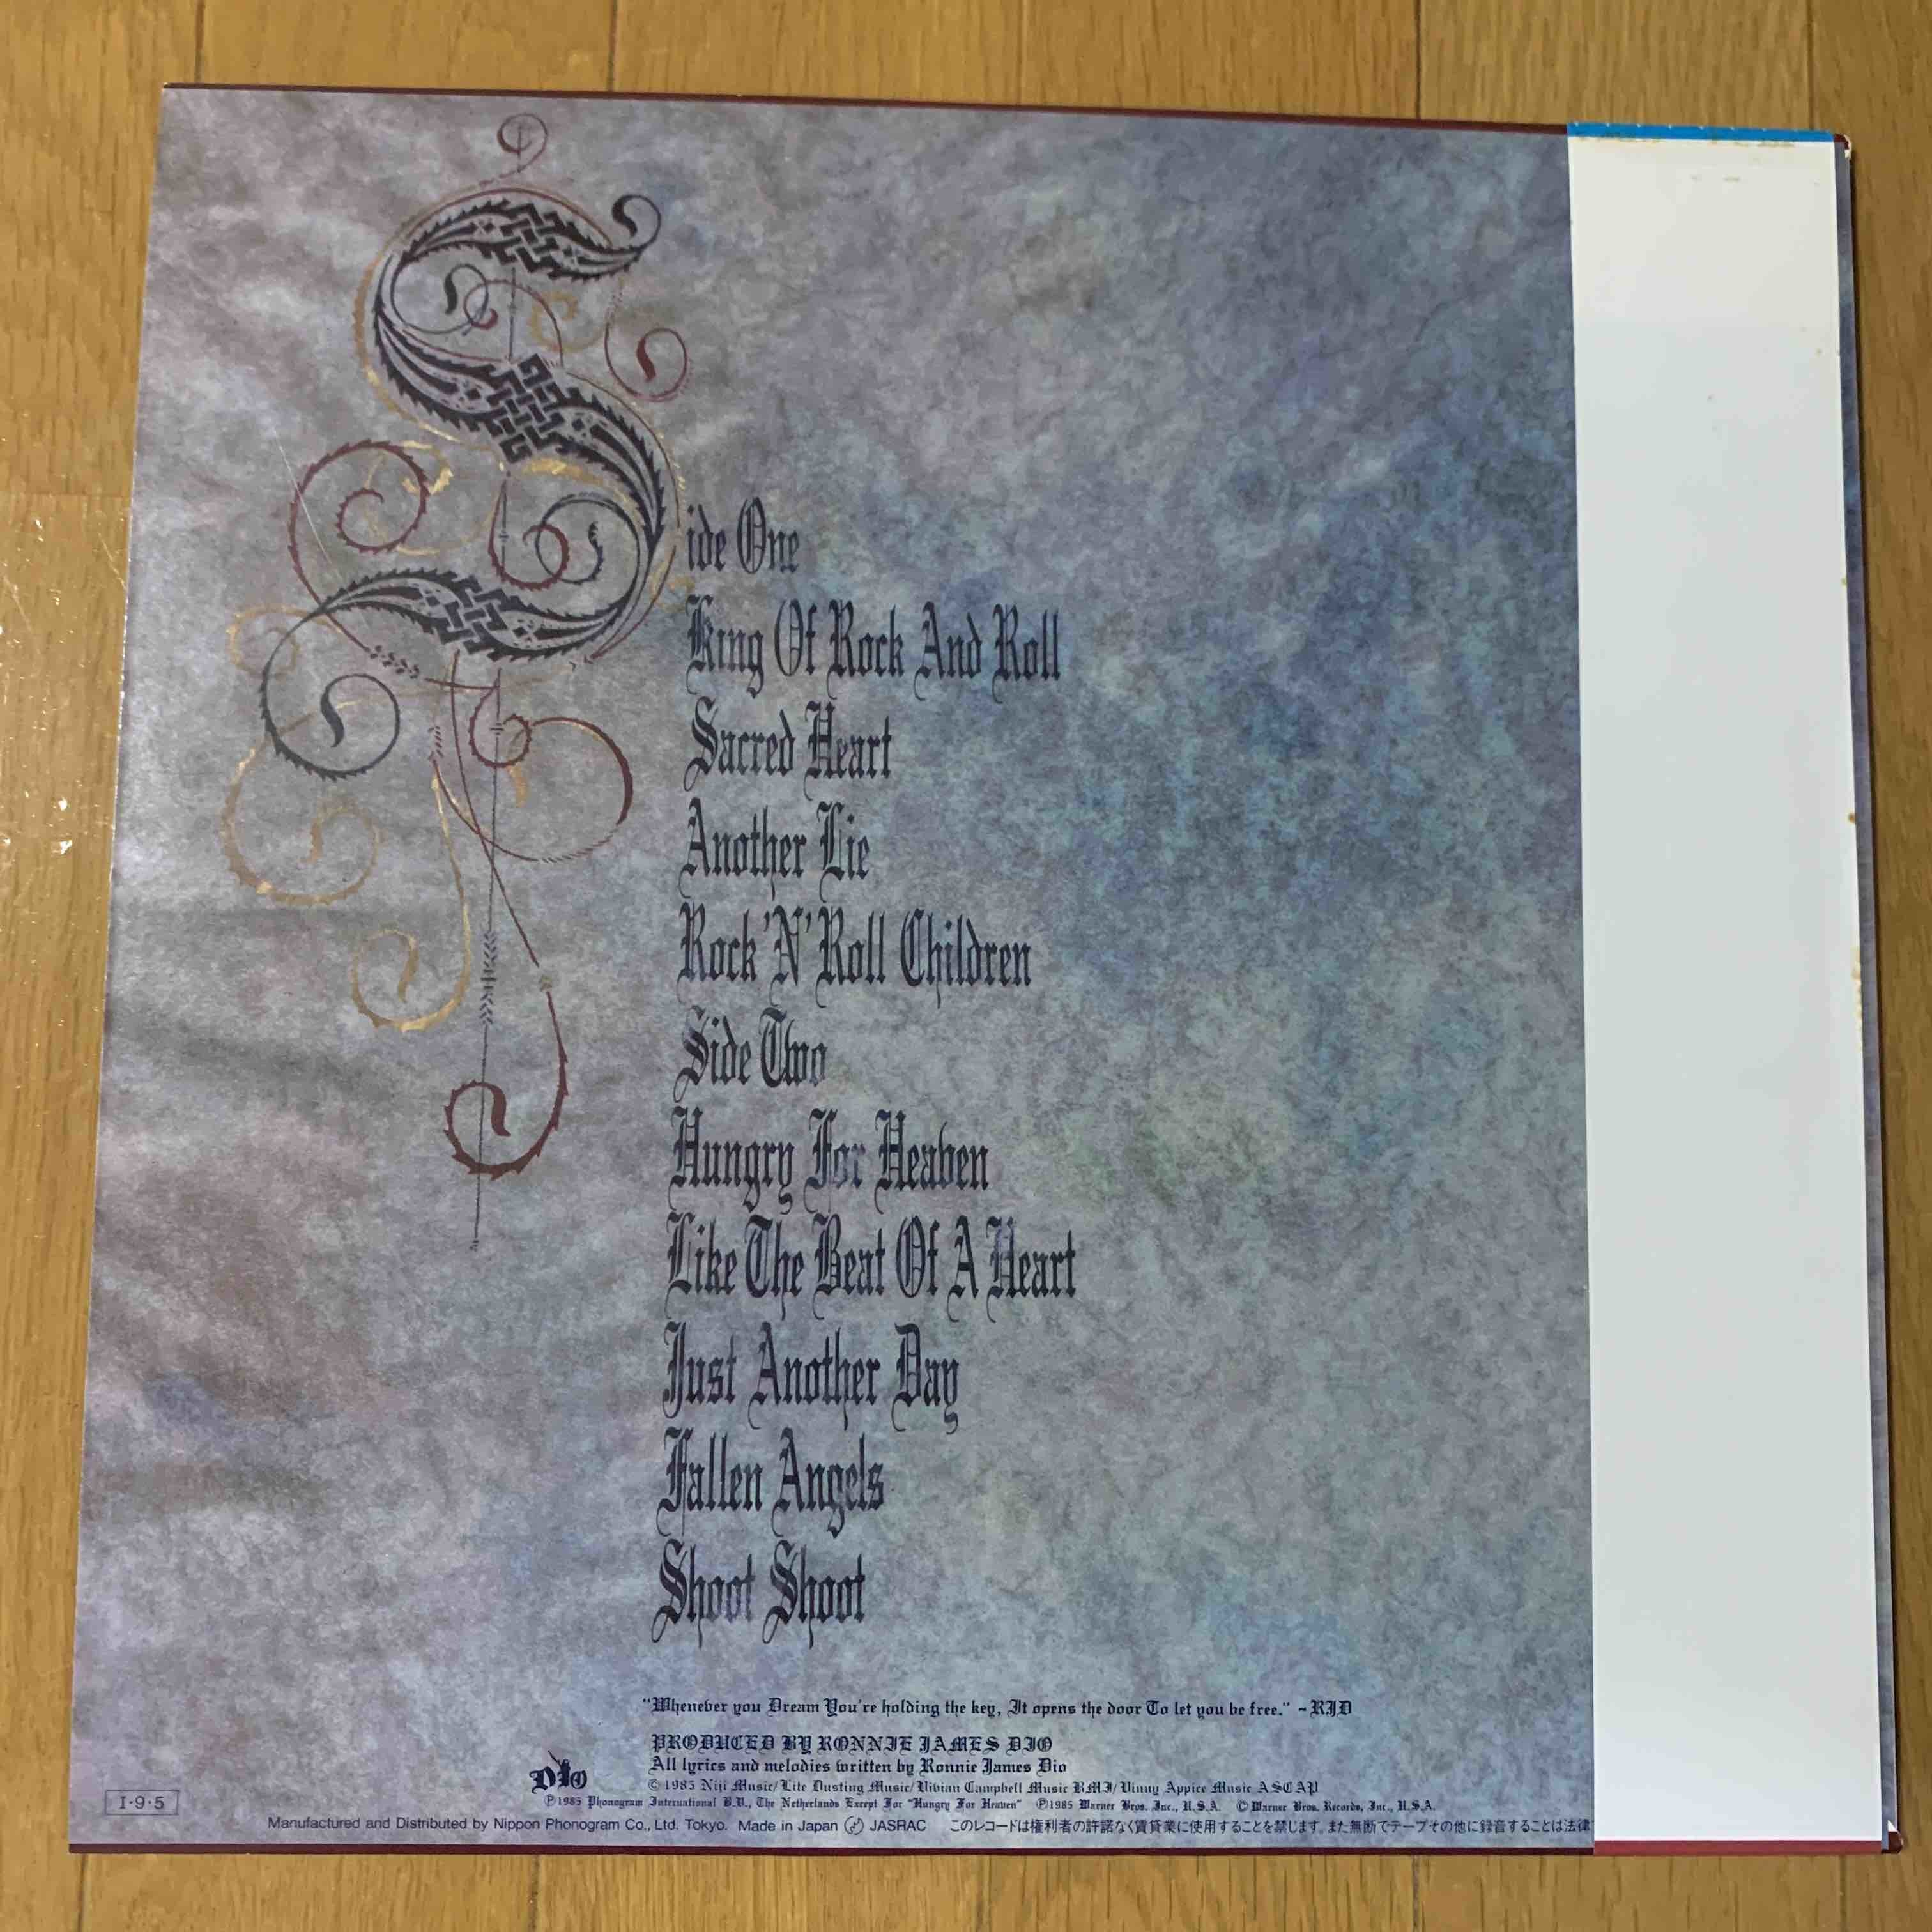 Side One
King Of Rock And Roll
Sacred Heart
Another Lie
Rock 'N' Roll Children
Side Two
Hungry For Heaven
Like The Beat Of A Heart
Just Another Day
Fallen Angels
Shoot Shoot
"Whenever you Dream You're holding the key, It opens the door To let you be free." ~RJD
PRODUCED BY RONNIE JAMES DIO
All lyrics and melodies written by Ronnie James Dio
DIO
© 1985 Niji Music/Lite Dusting Music/Vivian Campbell Music BMI/Vinny Appice Music ASCAP
Ⓟ1985 Phonogram International B.V., The Netherlands Except For "Hungry For Heaven" Ⓟ1985 Warner Bros. Inc., U.S.A. © Warner Bros. Records, Inc., U.S.A.
I·9·5
Manufactured and Distributed by Nippon Phonogram Co., Ltd. Tokyo. Made in Japan JASRAC このレコードは権利者の許諾なく賃貸業に使用することを禁じます。また無断でテープその他に録音することは法律